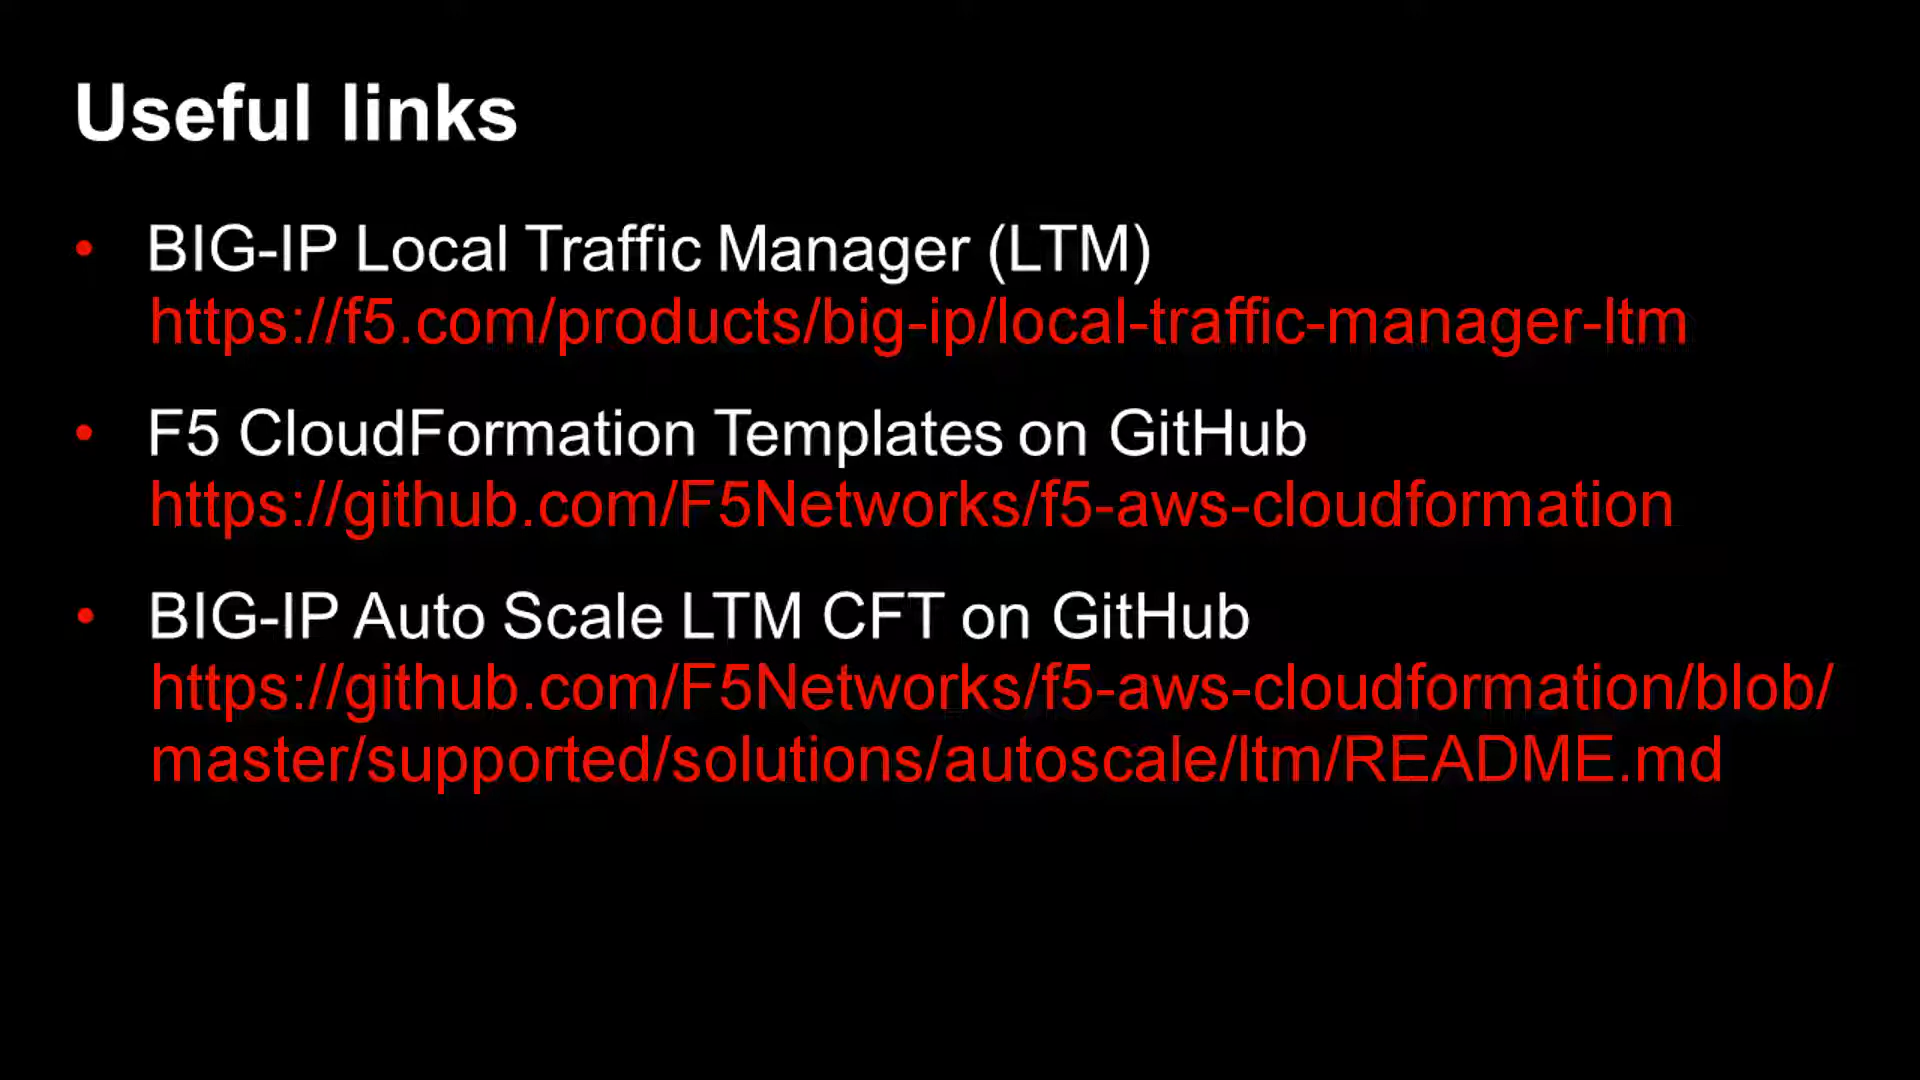 Useful links
• BIG-IP Local Traffic Manager (LTM)
https://f5.com/products/big-ip/local-traffic-manager-ltm
• F5 CloudFormation Templates on GitHub
https://github.com/F5Networks/f5-aws-cloudformation
• BIG-IP Auto Scale LTM CFT on GitHub
https://github.com/F5Networks/f5-aws-cloudformation/blob/
master/supported/solutions/autoscale/ltm/README.md